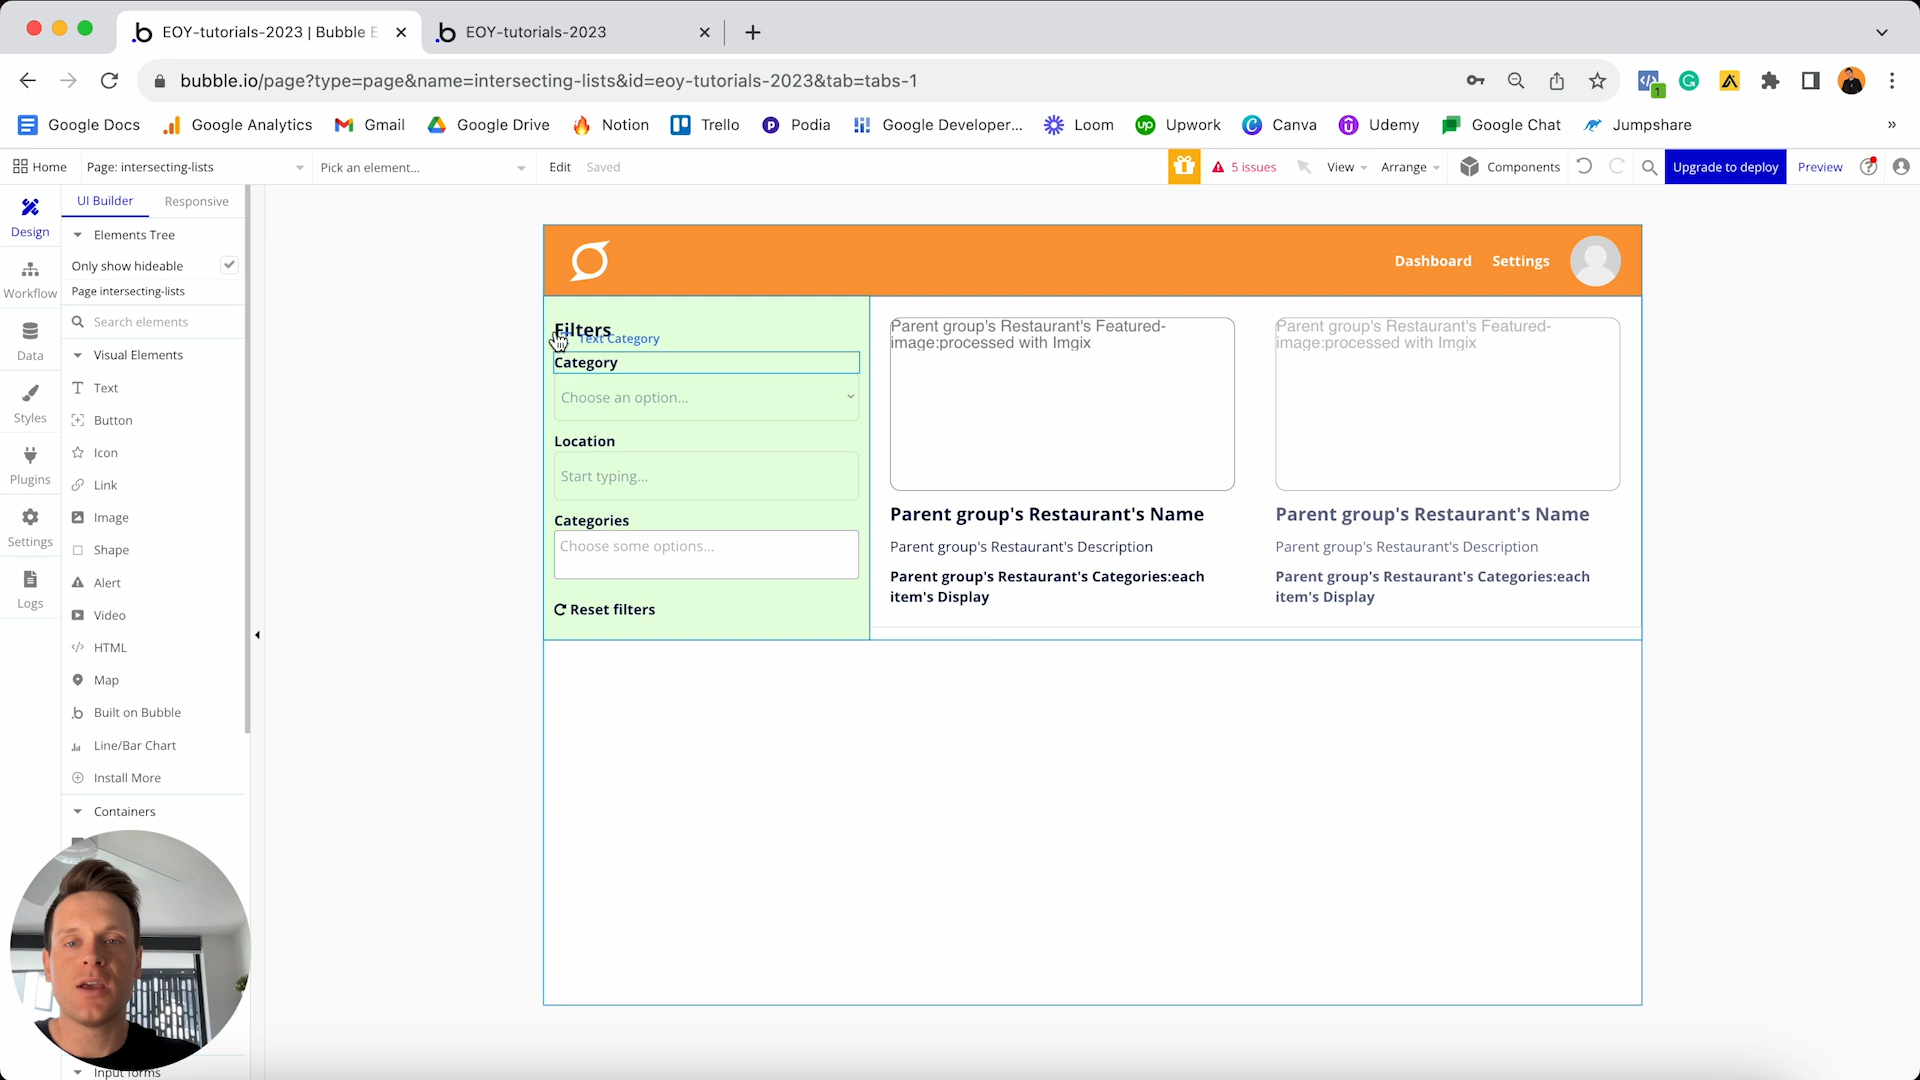 EOY-tutorials-2023 | Bubble E
EOY-tutorials-2023
bubble.io/page?type=page&name=intersecting-lists&id=eoy-tutorials-2023&tab=tabs-1
1
Google Docs
Google Analytics
Gmail
Google Drive
Notion
Trello
Podia
Google Developer...
Loom
Upwork
Canva
Udemy
Google Chat
Jumpshare
»
Home
Page: intersecting-lists
Pick an element...
Edit
Saved
5 issues
View
Arrange
Components
Upgrade to deploy
Preview
Design
Workflow
Data
Styles
Plugins
Settings
Logs
UI Builder
Responsive
Elements Tree
Only show hideable
Page intersecting-lists
Search elements
Visual Elements
Text
Button
Icon
Link
Image
Shape
Alert
Video
HTML
Map
Built on Bubble
Line/Bar Chart
Install More
Containers
Input forms
Dashboard
Settings
Filters
Text Category
Category
Choose an option...
Location
Start typing...
Categories
Choose some options...
Reset filters
Parent group's Restaurant's Featured-
image:processed with Imgix
Parent group's Restaurant's Name
Parent group's Restaurant's Description
Parent group's Restaurant's Categories:each
item's Display
Parent group's Restaurant's Featured-
image:processed with Imgix
Parent group's Restaurant's Name
Parent group's Restaurant's Description
Parent group's Restaurant's Categories:each
item's Display